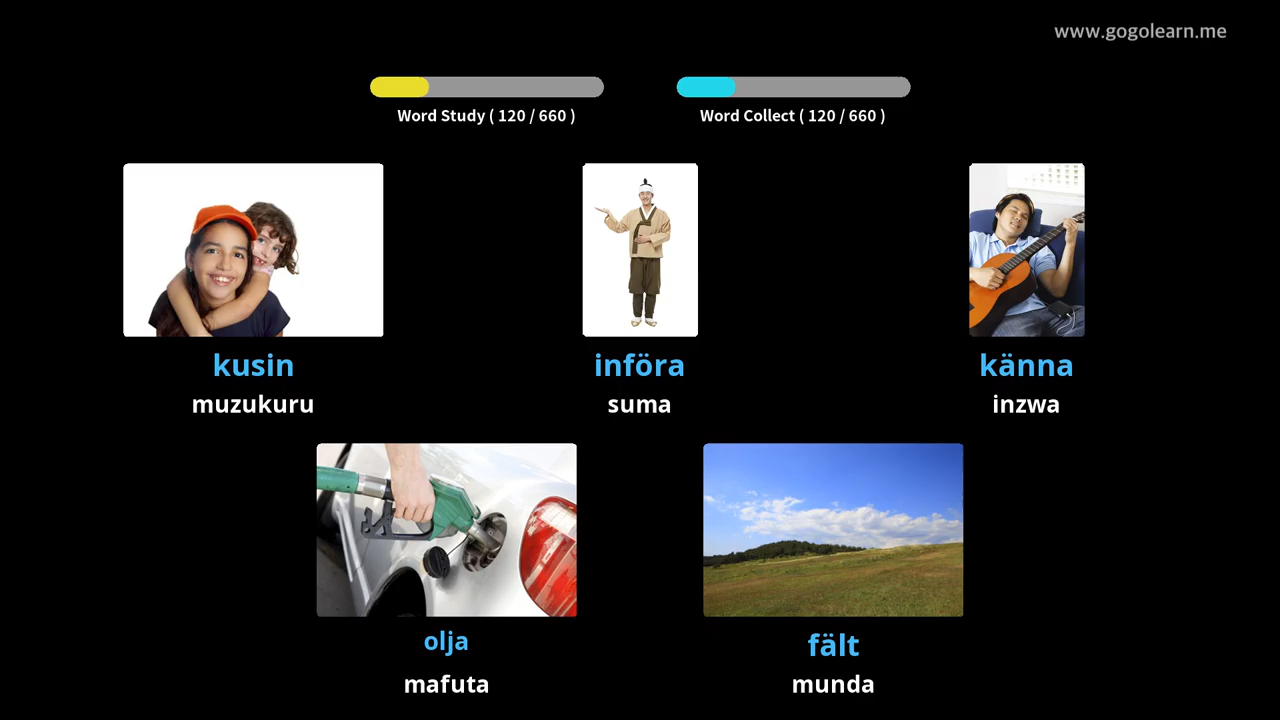 www.gogolearn.me
Word Study ( 120 / 660 )
Word Collect ( 120 / 660 )
kusin
muzukuru
införa
suma
känna
inzwa
olja
mafuta
fält
munda